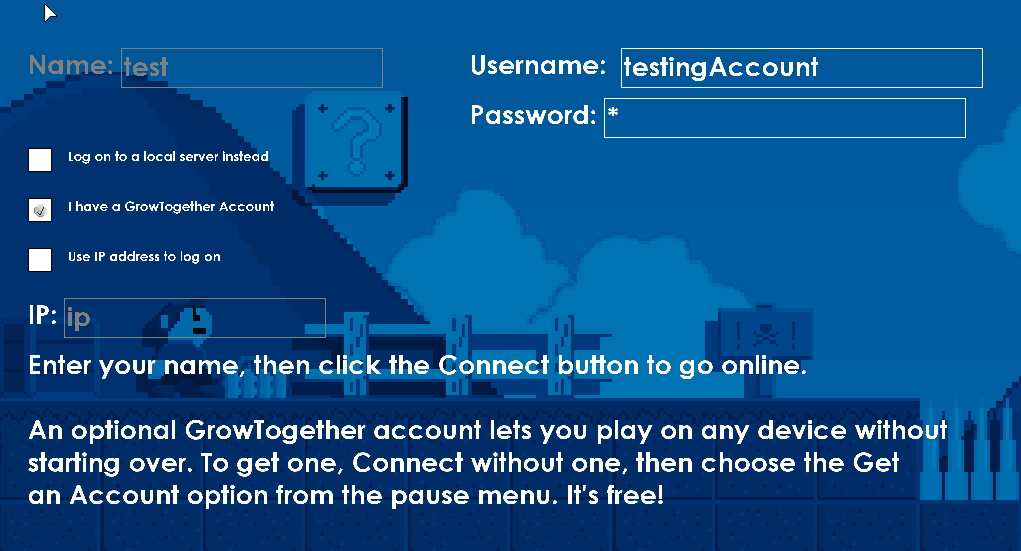 Name: test
Username: testingAccount
Password: *
Log on to a local server instead
I have a GrowTogether Account
Use IP address to log on
IP: ip
Enter your name, then click the Connect button to go online.
An optional GrowTogether account lets you play on any device without
starting over. To get one, Connect without one, then choose the Get
an Account option from the pause menu. It's free!